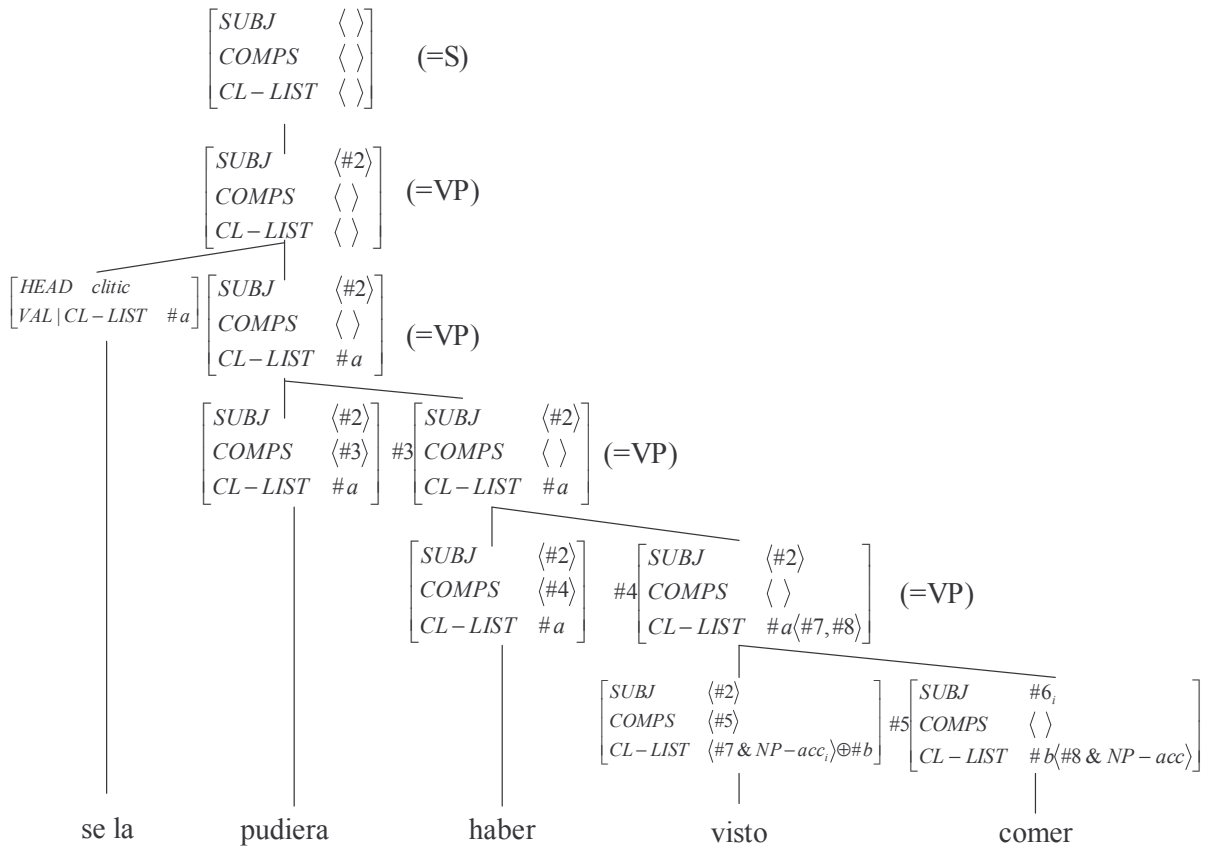 SUBJ ⟨ ⟩
COMPS ⟨ ⟩ (=S)
CL–LIST ⟨ ⟩
SUBJ ⟨#2⟩
COMPS ⟨ ⟩ (=VP)
CL–LIST ⟨ ⟩
HEAD clitic
VAL | CL–LIST #a
SUBJ ⟨#2⟩
COMPS ⟨ ⟩ (=VP)
CL–LIST #a
SUBJ ⟨#2⟩
COMPS ⟨#3⟩
CL–LIST #a
#3
SUBJ ⟨#2⟩
COMPS ⟨ ⟩ (=VP)
CL–LIST #a
SUBJ ⟨#2⟩
COMPS ⟨#4⟩
CL–LIST #a
#4
SUBJ ⟨#2⟩
COMPS ⟨ ⟩ (=VP)
CL–LIST #a⟨#7,#8⟩
SUBJ ⟨#2⟩
COMPS ⟨#5⟩
CL–LIST ⟨#7 & NP–acc_i⟩⊕#b
#5
SUBJ #6_i
COMPS ⟨ ⟩
CL–LIST #b⟨#8 & NP–acc⟩
se la pudiera haber visto comer